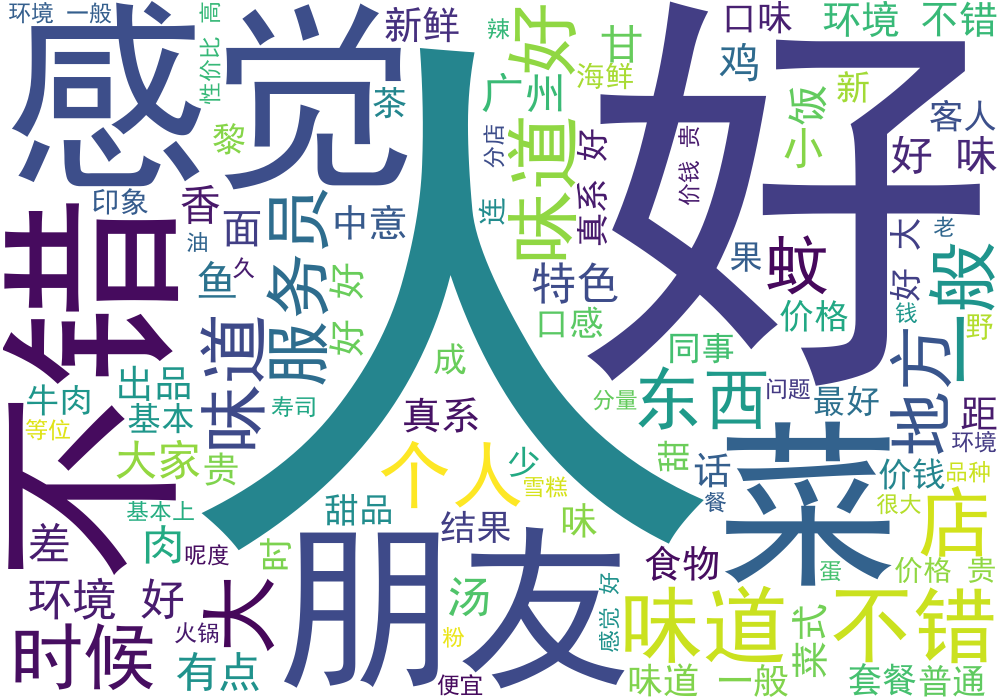 环境 一般
感觉
性价比 高
新鲜
辣
好
甘
口味
环境 不错
鸡
海鲜
新
小饭
客人
好 味
茶
黎
广州
味道 好
分店
价钱 贵
好
人
印象
香
面
服务员
中意
连
真系 好
好 大
老
一般
不错
油
鱼
久
好 好
特色
口感
蚊
果
价格
钱
野
地方
味道
成
同事
出品
牛肉
基本
等位
寿司
真系
分量
东西
问题
最好
距
环境
大家
贵
个人
少
雪糕
甜
话
餐
菜
价钱
品种
很大
店
甜品
结果
味
基本上
差
肉
呢度
时
食物
汤
蛋
价格 贵
环境 好
大
火锅
朋友
粉
感觉 好
味道 不错
菜式
时候
有点
便宜
味道 一般
套餐
普通